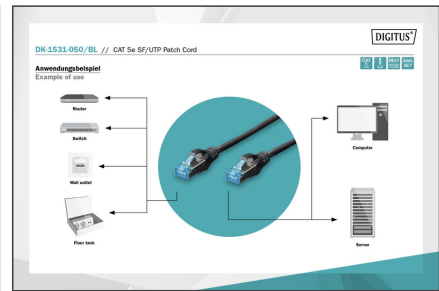 DIGITUS®
DK-1531-050/BL // CAT 5e SF/UTP Patch Cord
Anwendungsbeispiel
Example of use
Router
Switch
Wall outlet
Floor tank
Computer
Server